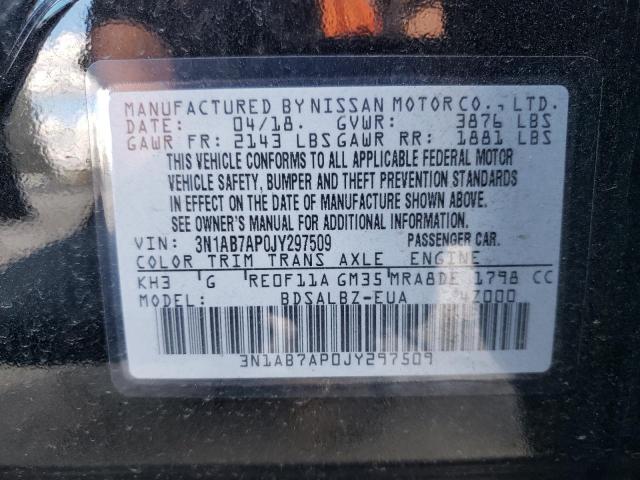 MANUFACTURED BY NISSAN MOTOR CO., LTD.
DATE: 04/18. GVWR: 3876 LBS
GAWR FR: 2143 LBS GAWR RR: 1881 LBS
THIS VEHICLE CONFORMS TO ALL APPLICABLE FEDERAL MOTOR
VEHICLE SAFETY, BUMPER AND THEFT PREVENTION STANDARDS
IN EFFECT ON THE DATE OF MANUFACTURE SHOWN ABOVE.
SEE OWNER'S MANUAL FOR ADDITIONAL INFORMATION.
VIN: 3N1AB7AP0JY297509 PASSENGER CAR.
COLOR TRIM TRANS AXLE ENGINE
KH3 G RE0F11A GM35 MRA8DE 1798 CC
MODEL: BDSALBZ-EUA
3N1AB7AP0JY297509